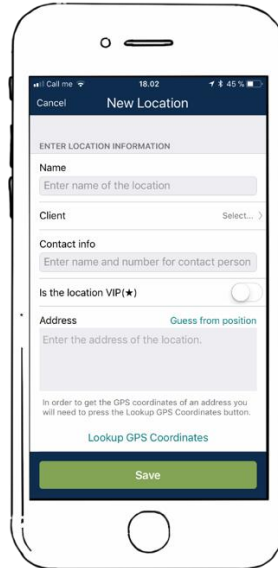 Call me 18.02 45 %
Cancel New Location
ENTER LOCATION INFORMATION
Name
Enter name of the location
Client Select...
Contact info
Enter name and number for contact person
Is the location VIP(★)
Address Guess from position
Enter the address of the location.
In order to get the GPS coordinates of an address you
will need to press the Lookup GPS Coordinates button.
Lookup GPS Coordinates
Save